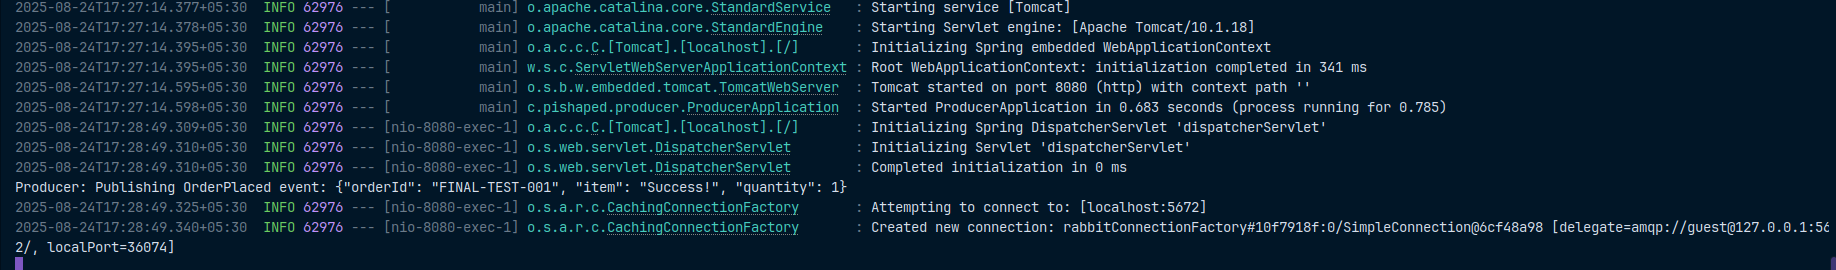 2025-08-24T17:27:14.377+05:30  INFO 62976 --- [           main] o.apache.catalina.core.StandardService   : Starting service [Tomcat]
2025-08-24T17:27:14.378+05:30  INFO 62976 --- [           main] o.apache.catalina.core.StandardEngine    : Starting Servlet engine: [Apache Tomcat/10.1.18]
2025-08-24T17:27:14.395+05:30  INFO 62976 --- [           main] o.a.c.c.C.[Tomcat].[localhost].[/]       : Initializing Spring embedded WebApplicationContext
2025-08-24T17:27:14.395+05:30  INFO 62976 --- [           main] w.s.c.ServletWebServerApplicationContext : Root WebApplicationContext: initialization completed in 341 ms
2025-08-24T17:27:14.595+05:30  INFO 62976 --- [           main] o.s.b.w.embedded.tomcat.TomcatWebServer  : Tomcat started on port 8080 (http) with context path ''
2025-08-24T17:27:14.598+05:30  INFO 62976 --- [           main] c.pishaped.producer.ProducerApplication  : Started ProducerApplication in 0.683 seconds (process running for 0.785)
2025-08-24T17:28:49.309+05:30  INFO 62976 --- [nio-8080-exec-1] o.a.c.c.C.[Tomcat].[localhost].[/]       : Initializing Spring DispatcherServlet 'dispatcherServlet'
2025-08-24T17:28:49.310+05:30  INFO 62976 --- [nio-8080-exec-1] o.s.web.servlet.DispatcherServlet        : Initializing Servlet 'dispatcherServlet'
2025-08-24T17:28:49.310+05:30  INFO 62976 --- [nio-8080-exec-1] o.s.web.servlet.DispatcherServlet        : Completed initialization in 0 ms
Producer: Publishing OrderPlaced event: {"orderId": "FINAL-TEST-001", "item": "Success!", "quantity": 1}
2025-08-24T17:28:49.325+05:30  INFO 62976 --- [nio-8080-exec-1] o.s.a.r.c.CachingConnectionFactory       : Attempting to connect to: [localhost:5672]
2025-08-24T17:28:49.340+05:30  INFO 62976 --- [nio-8080-exec-1] o.s.a.r.c.CachingConnectionFactory       : Created new connection: rabbitConnectionFactory#10f7918f:0/SimpleConnection@6cf48a98 [delegate=amqp://guest@127.0.0.1:56
2/, localPort=36074]